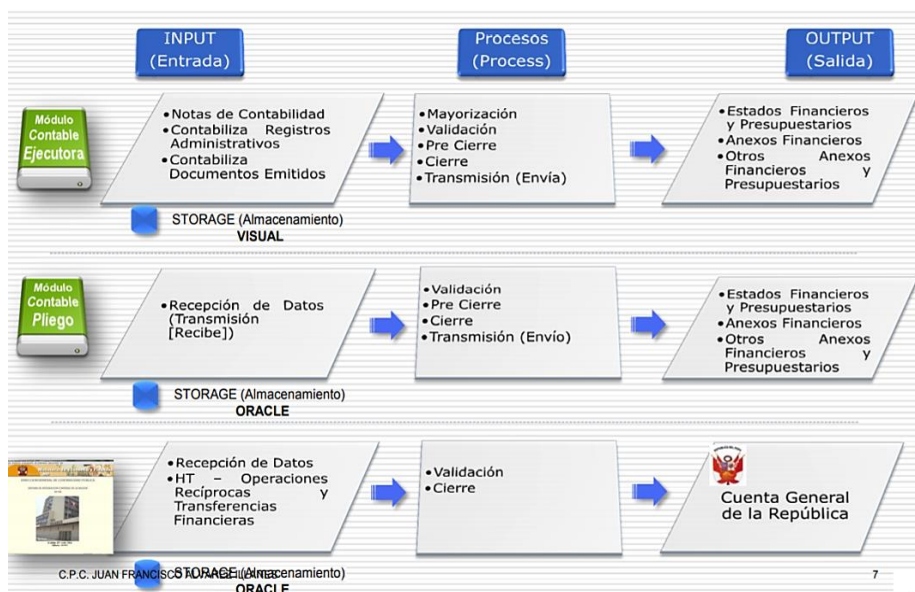 INPUT
(Entrada)
Procesos
(Process)
OUTPUT
(Salida)
Módulo
Contable
Ejecutora
•Notas de Contabilidad
•Contabiliza Registros
Administrativos
•Contabiliza
Documentos Emitidos
•Mayorización
•Validación
•Pre Cierre
•Cierre
•Transmisión (Envía)
•Estados Financieros
y Presupuestarios
•Anexos Financieros
•Otros Anexos
Financieros y
Presupuestarios
STORAGE (Almacenamiento)
VISUAL
Módulo
Contable
Pliego
•Recepción de Datos
(Transmisión
[Recibe])
•Validación
•Pre Cierre
•Cierre
•Transmisión (Envío)
•Estados Financieros
y Presupuestarios
•Anexos Financieros
•Otros Anexos
Financieros y
Presupuestarios
STORAGE (Almacenamiento)
ORACLE
•Recepción de Datos
•HT – Operaciones
Recíprocas y
Transferencias
Financieras
•Validación
•Cierre
Cuenta General
de la República
STORAGE (Almacenamiento)
ORACLE
C.P.C. JUAN FRANCISCO ALVAREZ ILLANES
7